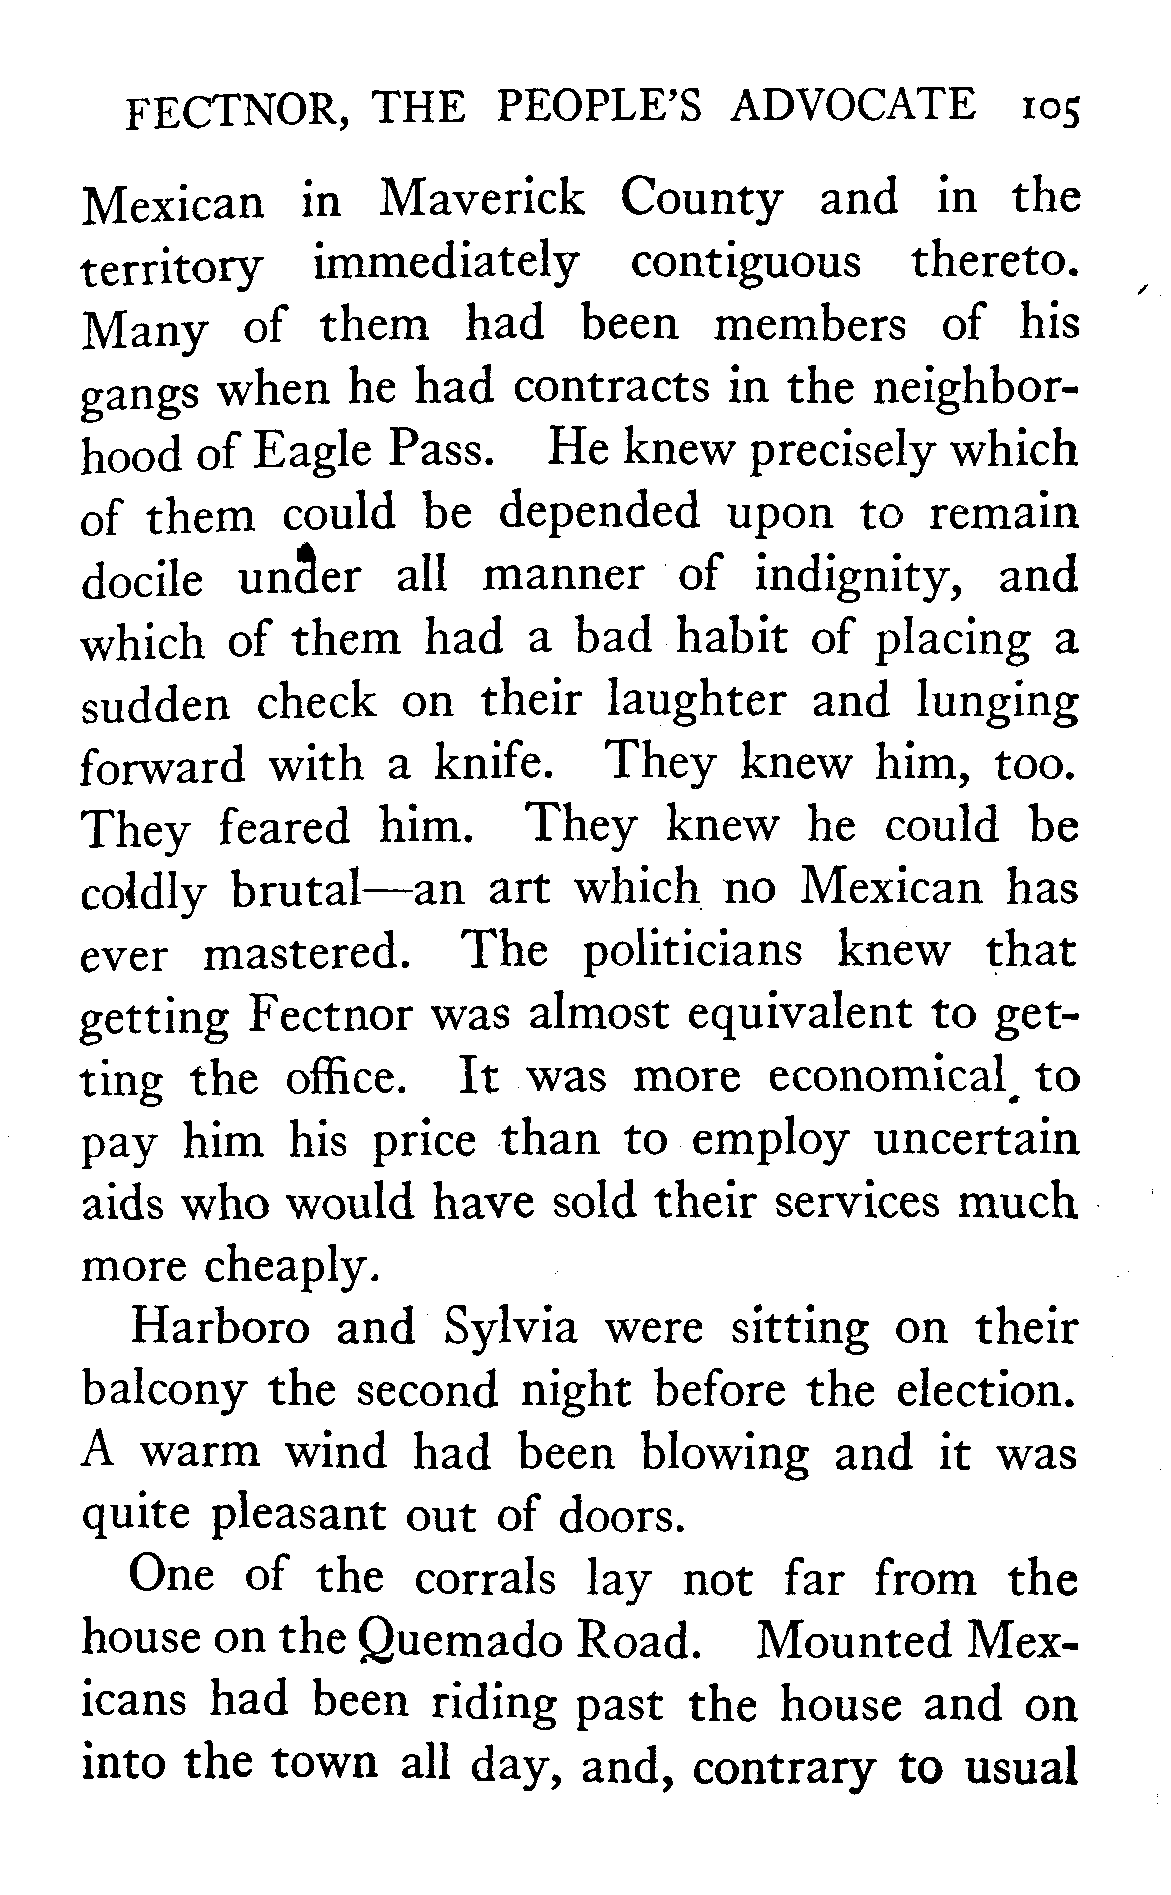 FECTNOR, THE PEOPLE'S ADVOCATE 105
Mexican in Maverick County and in the
territory immediately contiguous thereto.
Many of them had been members of his
gangs when he had contracts in the neighbor-
hood of Eagle Pass. He knew precisely which
of them could be depended upon to remain
docile under all manner of indignity, and
which of them had a bad habit of placing a
sudden check on their laughter and lunging
forward with a knife. They knew him, too.
They feared him. They knew he could be
coldly brutal—an art which no Mexican has
ever mastered. The politicians knew that
getting Fectnor was almost equivalent to get-
ting the office. It was more economical to
pay him his price than to employ uncertain
aids who would have sold their services much
more cheaply.
Harboro and Sylvia were sitting on their
balcony the second night before the election.
A warm wind had been blowing and it was
quite pleasant out of doors.
One of the corrals lay not far from the
house on the Quemado Road. Mounted Mex-
icans had been riding past the house and on
into the town all day, and, contrary to usual